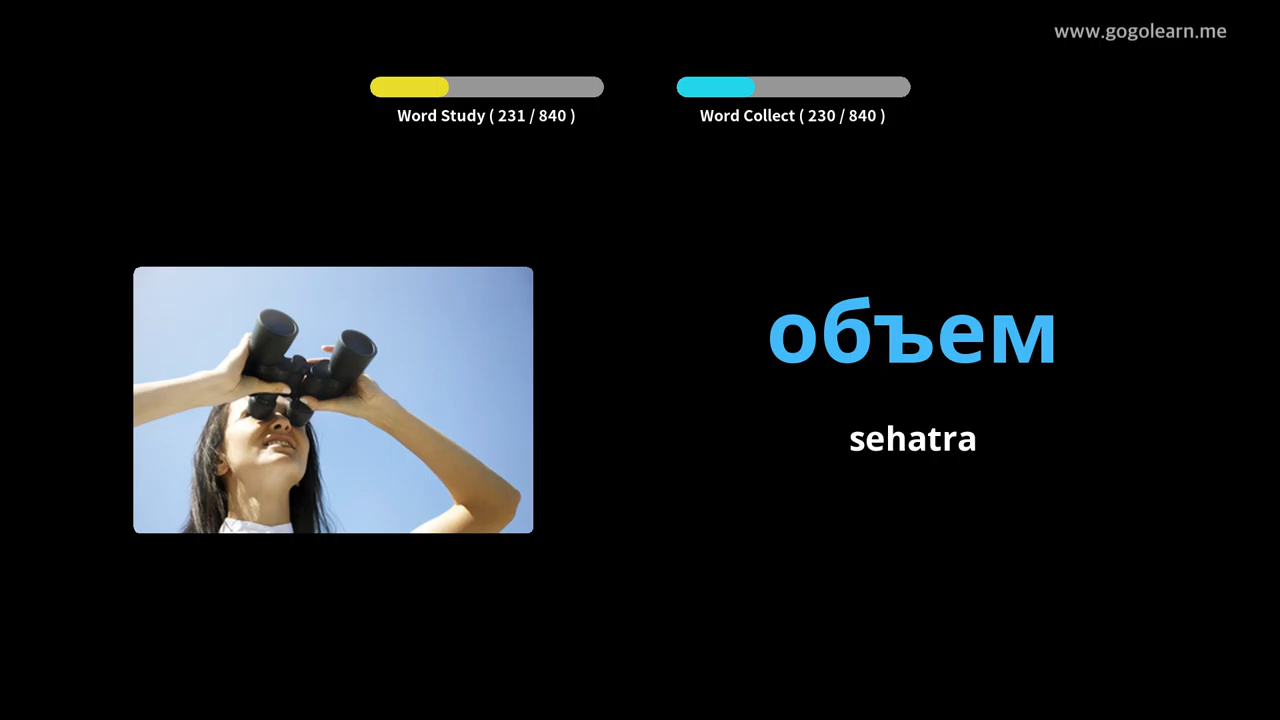 www.gogolearn.me
Word Study ( 231 / 840 )
Word Collect ( 230 / 840 )
объем
sehatra